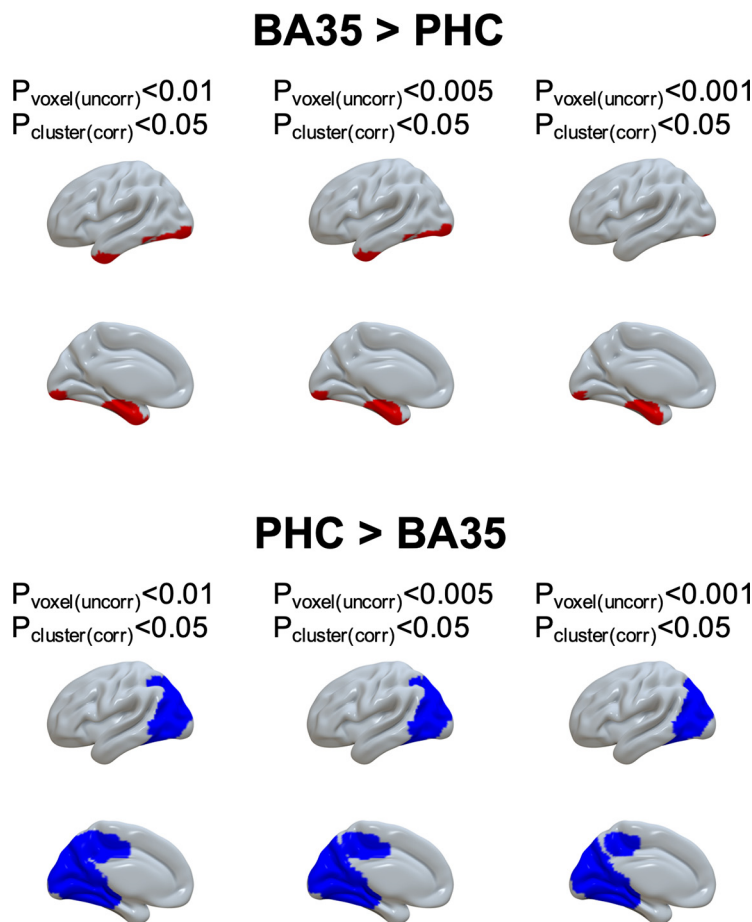 BA35 > PHC
Pvoxel(uncorr)<0.01 Pvoxel(uncorr)<0.005 Pvoxel(uncorr)<0.001
Pcluster(corr)<0.05 Pcluster(corr)<0.05 Pcluster(corr)<0.05
PHC > BA35
Pvoxel(uncorr)<0.01 Pvoxel(uncorr)<0.005 Pvoxel(uncorr)<0.001
Pcluster(corr)<0.05 Pcluster(corr)<0.05 Pcluster(corr)<0.05